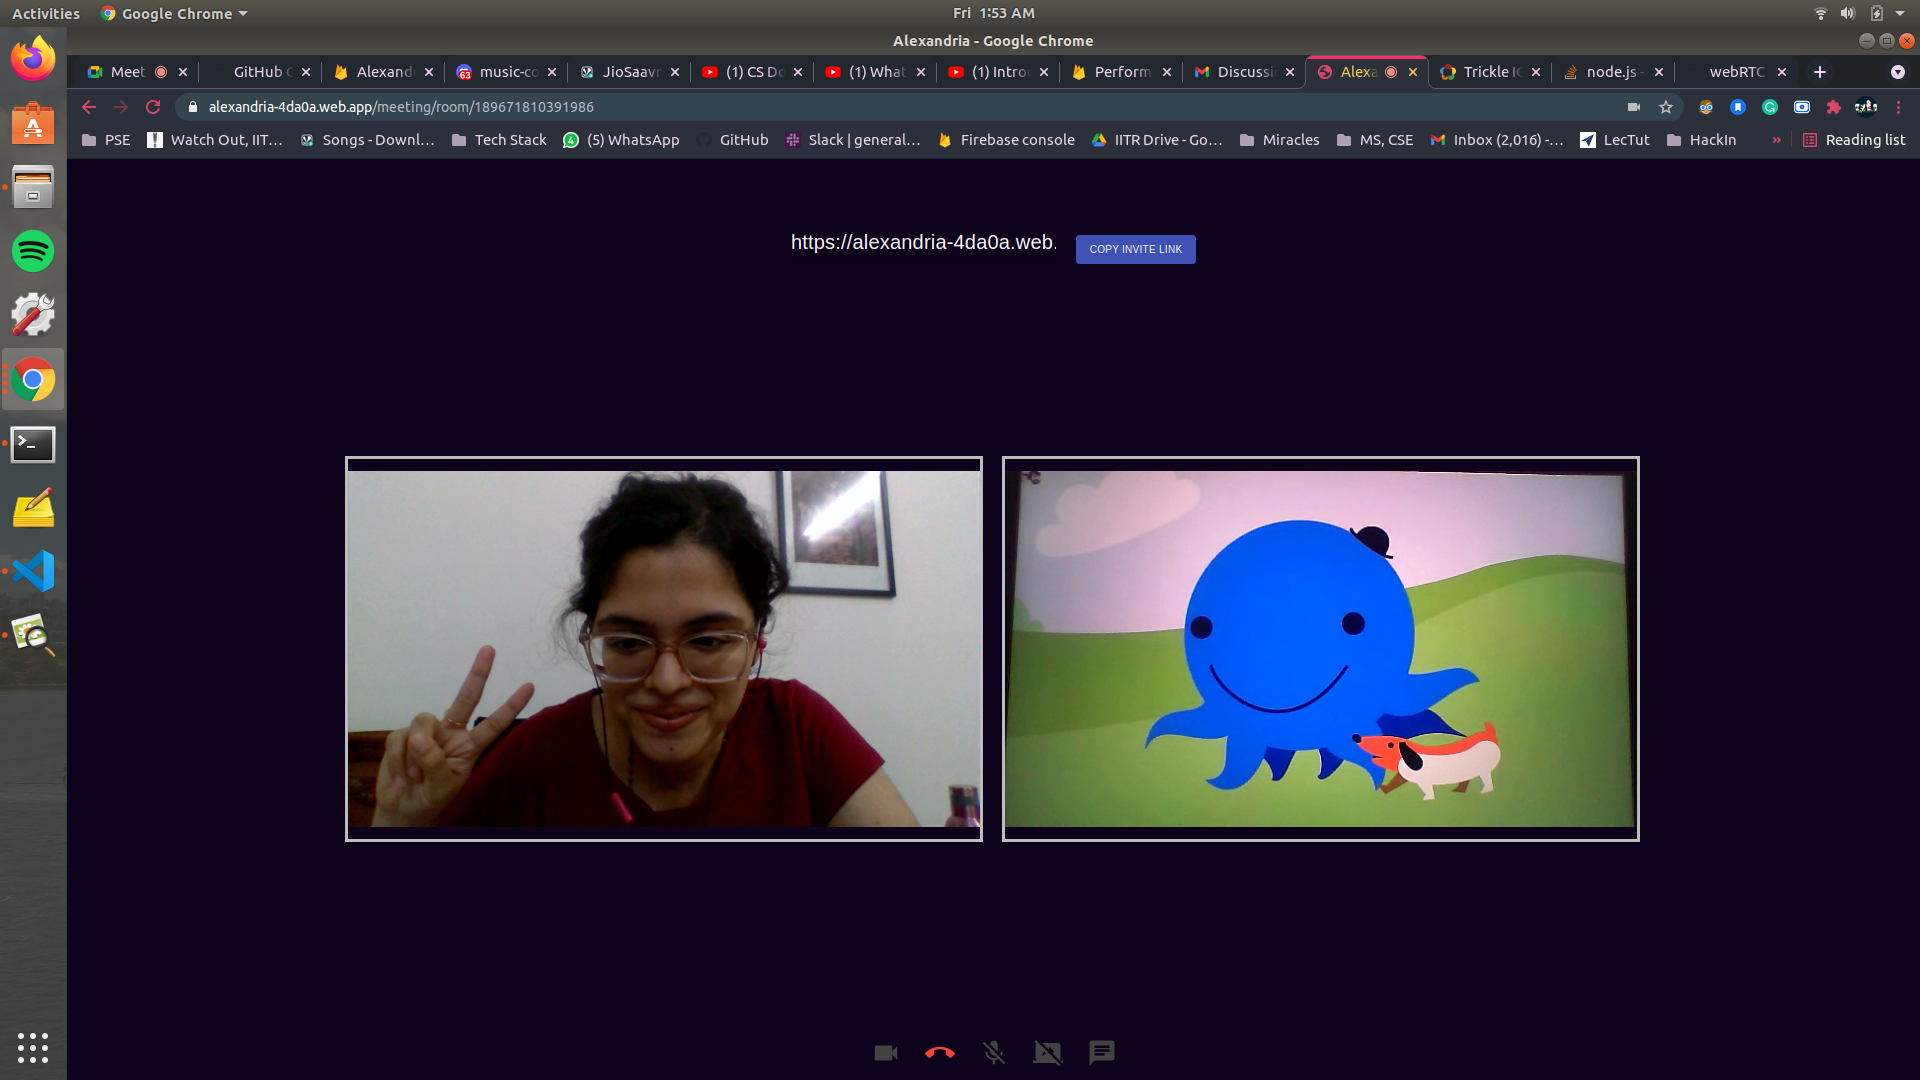 Activities Google Chrome Fri 1:53 AM
Alexandria - Google Chrome
Meet GitHub C Alexand music-co JioSaavn (1) CS Do (1) What (1) Intro Perform Discussi Alexa Trickle IC node.js - webRTC
alexandria-4da0a.web.app/meeting/room/189671810391986
PSE Watch Out, IIT... Songs - Downl... Tech Stack (5) WhatsApp GitHub Slack | general... Firebase console IITR Drive - Go... Miracles MS, CSE Inbox (2,016) -... LecTut HackIn » Reading list
https://alexandria-4da0a.web. COPY INVITE LINK